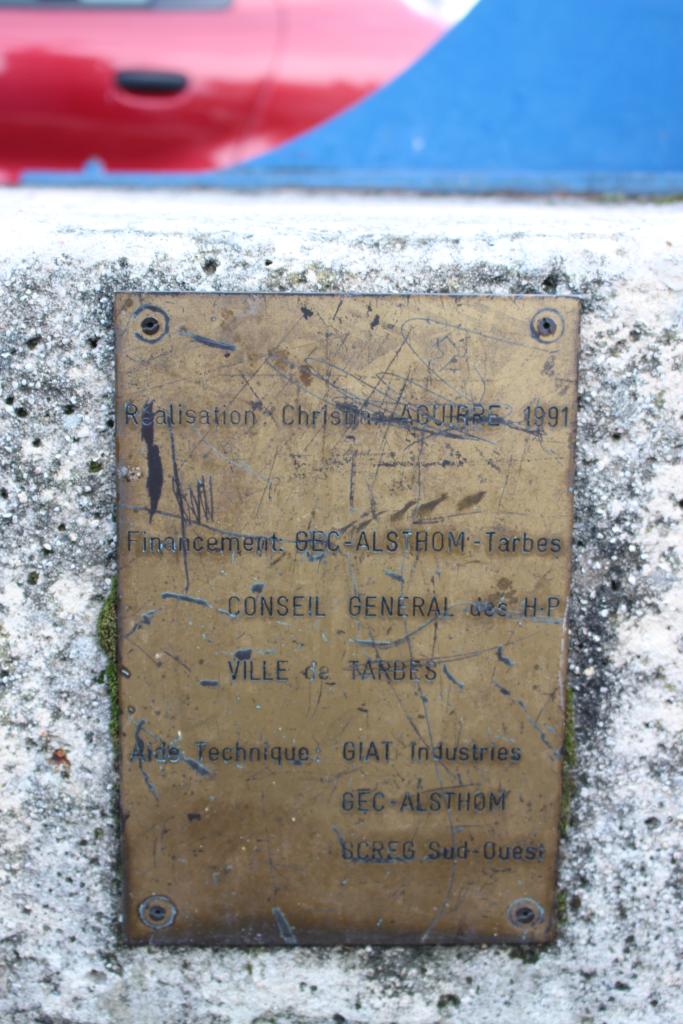 Réalisation: Christine AGUIRRE 1991
Financement: GEC-ALSTHOM-Tarbes
CONSEIL GENERAL des H-P
VILLE de TARBES
Aide Technique: GIAT Industries
GEC-ALSTHOM
SCREG Sud-Ouest